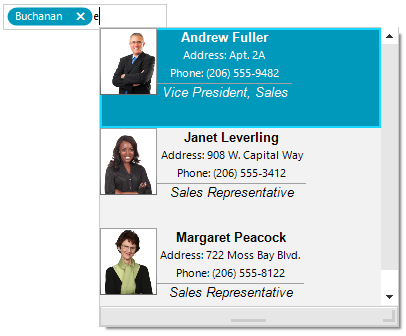 Buchanan ✕ e
Andrew Fuller
Address: Apt. 2A
Phone: (206) 555-9482
Vice President, Sales
Janet Leverling
Address: 908 W. Capital Way
Phone: (206) 555-3412
Sales Representative
Margaret Peacock
Address: 722 Moss Bay Blvd.
Phone: (206) 555-8122
Sales Representative